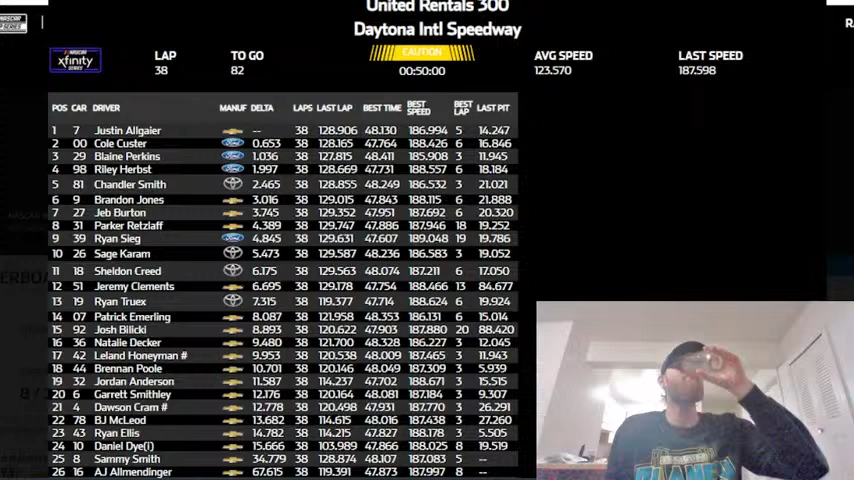 United Rentals 300
Daytona Intl Speedway
NASCAR
xfinity
SERIES
LAP TO GO CAUTION AVG SPEED LAST SPEED
38 82 00:50:00 123.570 187.598
POS CAR DRIVER MANUF DELTA LAPS LAST LAP BEST TIME BEST SPEED BEST LAP LAST PIT
1 7 Justin Allgaier -- 38 128.906 48.130 186.994 5 14.247
2 00 Cole Custer 0.653 38 128.165 47.764 188.426 6 16.846
3 29 Blaine Perkins 1.036 38 127.815 48.411 185.908 3 11.945
4 98 Riley Herbst 1.997 38 128.669 47.731 188.557 6 18.184
5 81 Chandler Smith 2.465 38 128.855 48.249 186.532 3 21.021
6 9 Brandon Jones 3.016 38 129.015 47.843 188.115 6 21.888
7 27 Jeb Burton 3.745 38 129.352 47.951 187.692 6 20.320
8 31 Parker Retzlaff 4.389 38 129.747 47.886 187.946 18 19.252
9 39 Ryan Sieg 4.845 38 129.631 47.607 189.048 19 19.786
10 26 Sage Karam 5.473 38 129.587 48.236 186.583 3 19.052
11 18 Sheldon Creed 6.175 38 129.563 48.074 187.211 6 17.050
12 51 Jeremy Clements 6.695 38 129.178 47.754 188.466 13 84.677
13 19 Ryan Truex 7.315 38 119.377 47.714 188.624 6 19.924
14 07 Patrick Emerling 8.087 38 121.958 48.353 186.131 6 15.014
15 92 Josh Bilicki 8.893 38 120.622 47.903 187.880 20 88.420
16 36 Natalie Decker 9.480 38 121.700 48.328 186.227 3 12.045
17 42 Leland Honeyman # 9.953 38 120.538 48.009 187.465 3 11.943
18 44 Brennan Poole 10.701 38 120.146 48.049 187.309 3 5.939
19 32 Jordan Anderson 11.587 38 114.237 47.702 188.671 3 15.515
20 6 Garrett Smithley 12.176 38 120.164 48.081 187.184 3 9.307
21 4 Dawson Cram # 12.778 38 120.498 47.931 187.770 3 26.291
22 78 BJ McLeod 13.682 38 114.615 48.016 187.438 3 27.260
23 43 Ryan Ellis 14.782 38 114.215 47.827 188.178 3 5.505
24 10 Daniel Dye(i) 15.666 38 103.989 47.866 188.025 8 19.519
25 8 Sammy Smith 34.779 38 128.874 48.107 187.083 5 --
26 16 AJ Allmendinger 67.615 38 119.391 47.873 187.997 8 --